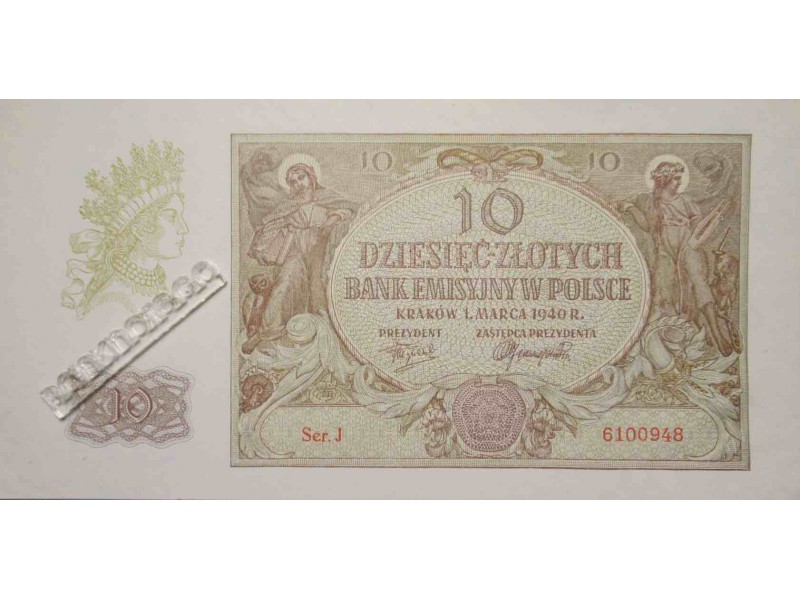 10 10
10
DZIESIĘĆ-ZŁOTYCH
BANK EMISYJNY W POLSCE
KRAKÓW 1. MARCA 1940 R.
PREZYDENT ZASTĘPCA PREZYDENTA
Ser. J 6100948
10